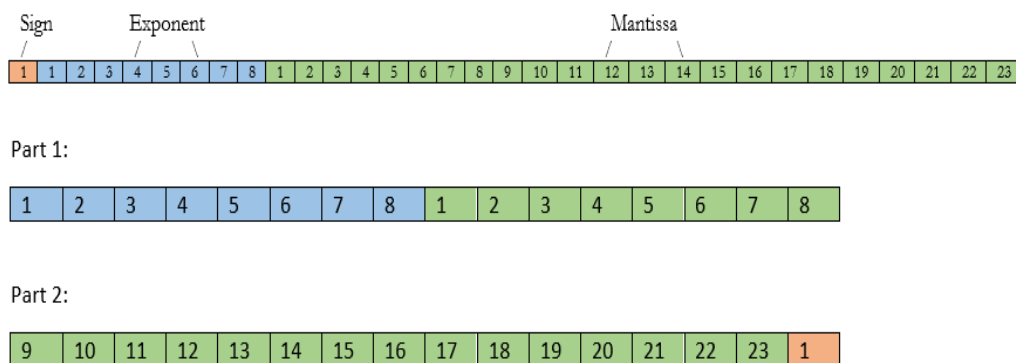 Sign Exponent Mantissa
1 1 2 3 4 5 6 7 8 1 2 3 4 5 6 7 8 9 10 11 12 13 14 15 16 17 18 19 20 21 22 23
Part 1:
1 2 3 4 5 6 7 8 1 2 3 4 5 6 7 8
Part 2:
9 10 11 12 13 14 15 16 17 18 19 20 21 22 23 1